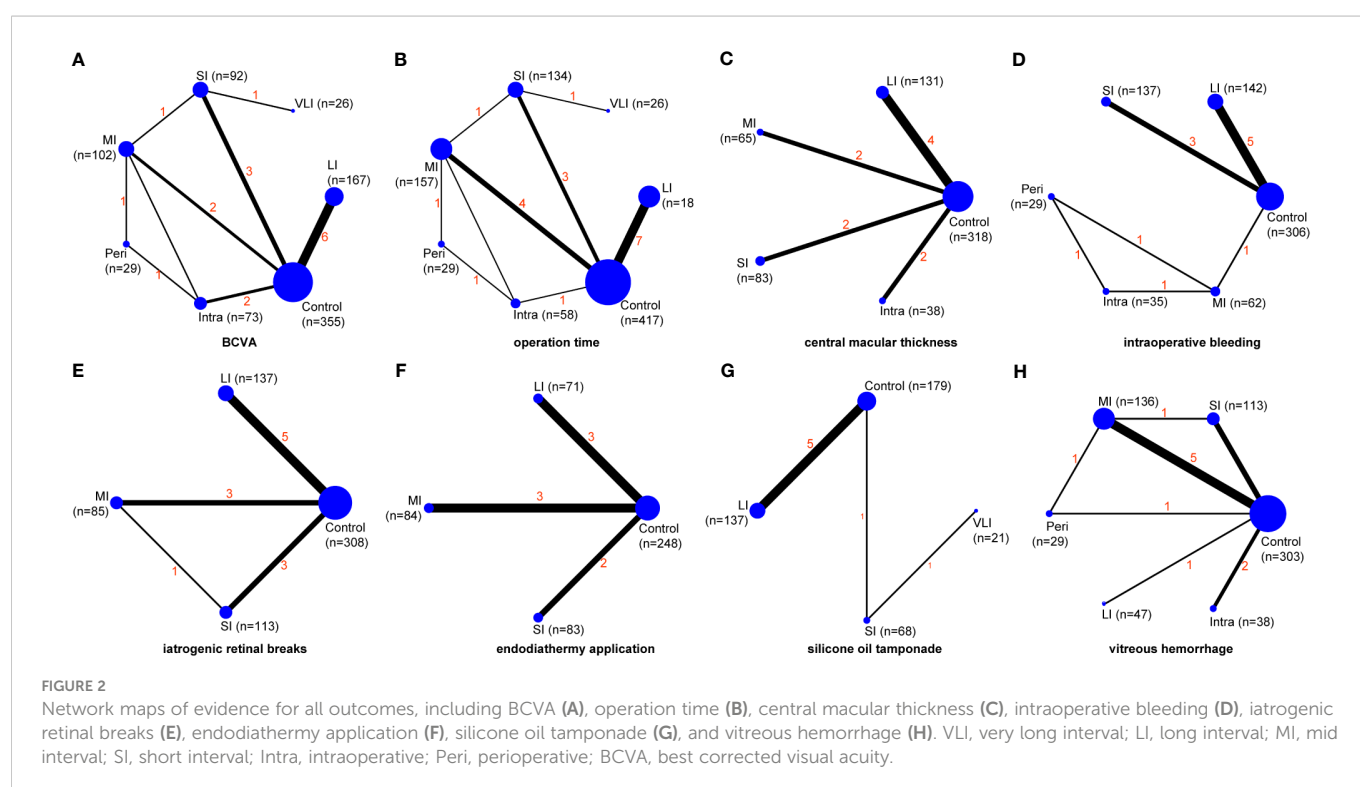 A
SI (n=92)
1
1
VLI (n=26)
MI
(n=102)
LI
(n=167)
3
2
1
6
Peri
(n=29)
1
2
Intra (n=73)
Control
(n=355)
BCVA
B
SI (n=134)
1
1
VLI (n=26)
MI
(n=157)
LI
(n=18
3
4
1
7
Peri
(n=29)
1
1
Intra (n=58)
Control
(n=417)
operation time
C
LI (n=131)
MI
(n=65)
4
2
2
2
Control
(n=318)
SI
(n=83)
Intra (n=38)
central macular thickness
D
SI (n=137)
LI (n=142)
3
5
Peri
(n=29)
Control
(n=306)
1
1
1
1
Intra (n=35)
MI (n=62)
intraoperative bleeding
E
LI (n=137)
5
MI
(n=85)
3
Control
(n=308)
1
3
SI (n=113)
iatrogenic retinal breaks
F
LI (n=71)
3
MI
(n=84)
3
Control
(n=248)
2
SI (n=83)
endodiathermy application
G
Control (n=179)
5
LI
(n=137)
1
VLI
(n=21)
1
SI (n=68)
silicone oil tamponade
H
MI (n=136)
1
SI (n=113)
1
5
Peri
(n=29)
1
Control
(n=303)
1
2
LI (n=47)
Intra (n=38)
vitreous hemorrhage
FIGURE 2
Network maps of evidence for all outcomes, including BCVA (A), operation time (B), central macular thickness (C), intraoperative bleeding (D), iatrogenic
retinal breaks (E), endodiathermy application (F), silicone oil tamponade (G), and vitreous hemorrhage (H). VLI, very long interval; LI, long interval; MI, mid
interval; SI, short interval; Intra, intraoperative; Peri, perioperative; BCVA, best corrected visual acuity.